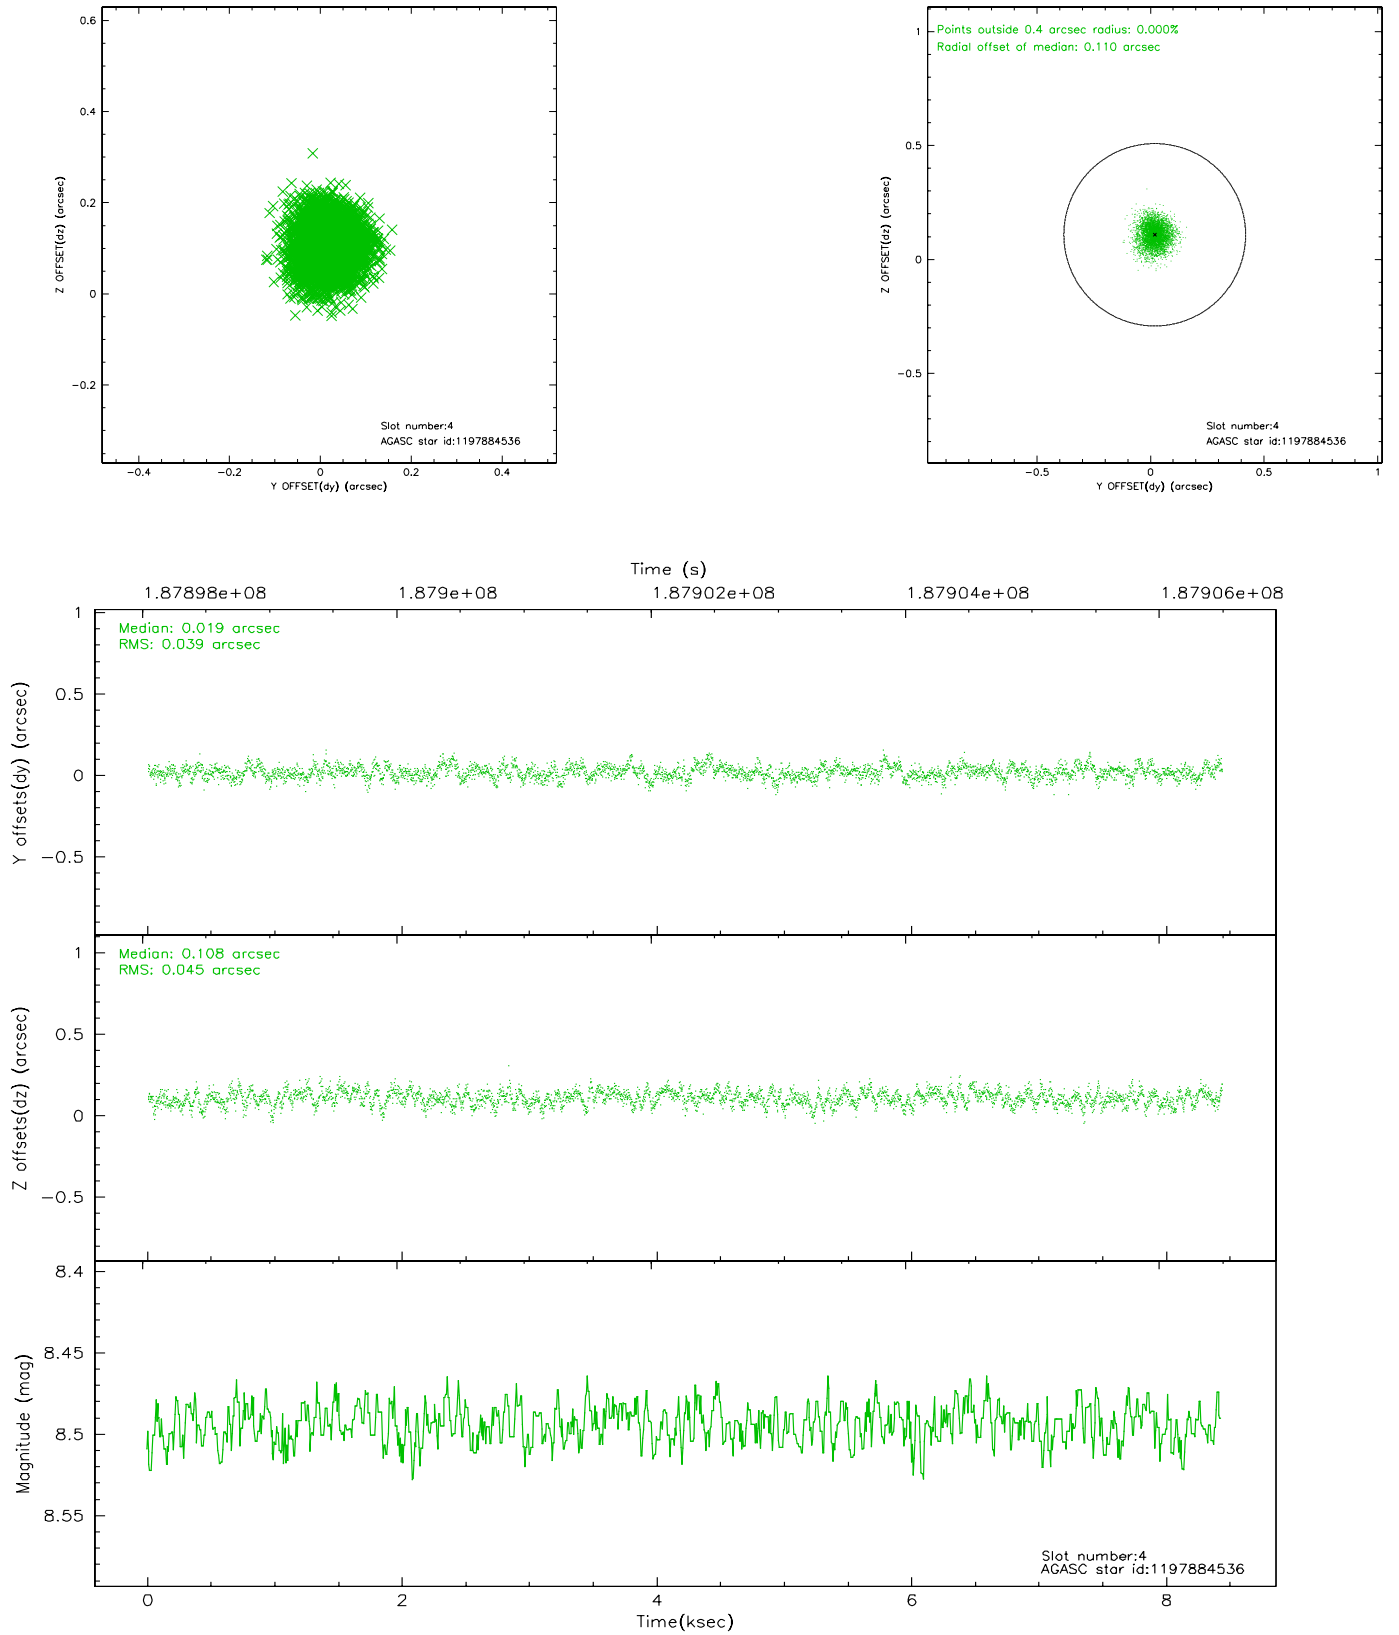 0.6
0.4
0.2
0
−0.2
Z OFFSET(dz) (arcsec)
Slot number:4
AGASC star id:1197884536
−0.4 −0.2 0 0.2 0.4
Y OFFSET(dy) (arcsec)
Points outside 0.4 arcsec radius: 0.000%
Radial offset of median: 0.110 arcsec
1
0.5
0
−0.5
Z OFFSET(dz) (arcsec)
Slot number:4
AGASC star id:1197884536
−0.5 0 0.5 1
Y OFFSET(dy) (arcsec)
Time (s)
1.87898e+08 1.879e+08 1.87902e+08 1.87904e+08 1.87906e+08
Median: 0.019 arcsec
RMS: 0.039 arcsec
1
0.5
0
−0.5
Y offsets(dy) (arcsec)
Median: 0.108 arcsec
RMS: 0.045 arcsec
1
0.5
0
−0.5
Z offsets(dz) (arcsec)
8.4
8.45
8.5
8.55
Magnitude (mag)
Slot number:4
AGASC star id:1197884536
0 2 4 6 8
Time(ksec)